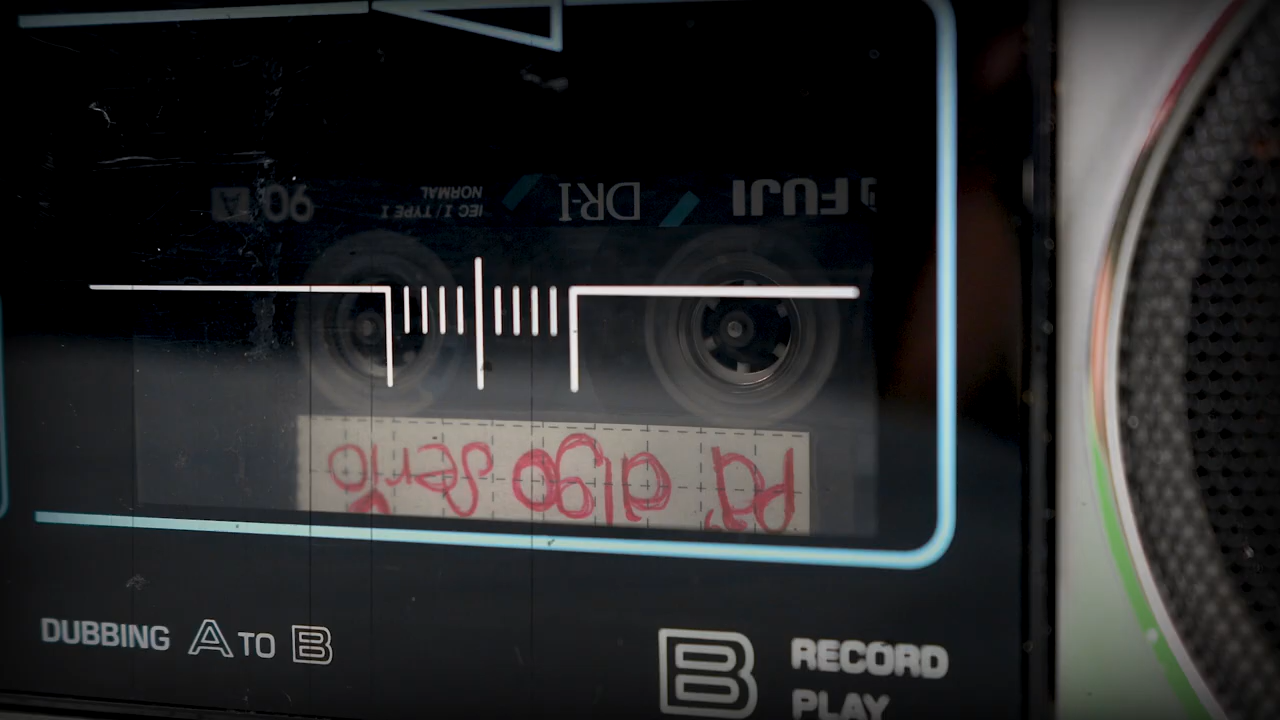 FUJI DR-I IEC I / TYPE I NORMAL 90 A
Pa' algo Serio
DUBBING A TO B
B RECORD
PLAY